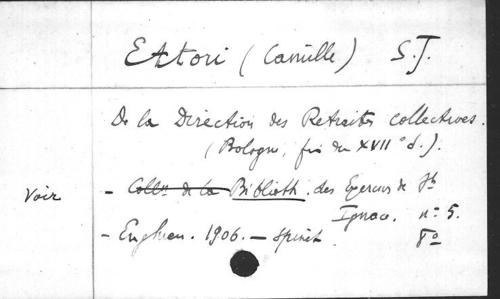 Ettori (Camille) S.J.
De la Direction des Retraites collectives.
(Bologne, fin du XVII° s.).
Voir - Colln de la Biblioth. des Exercices de St
Ignace. n° 5.
- Enghien. 1906. - spirit. 8°